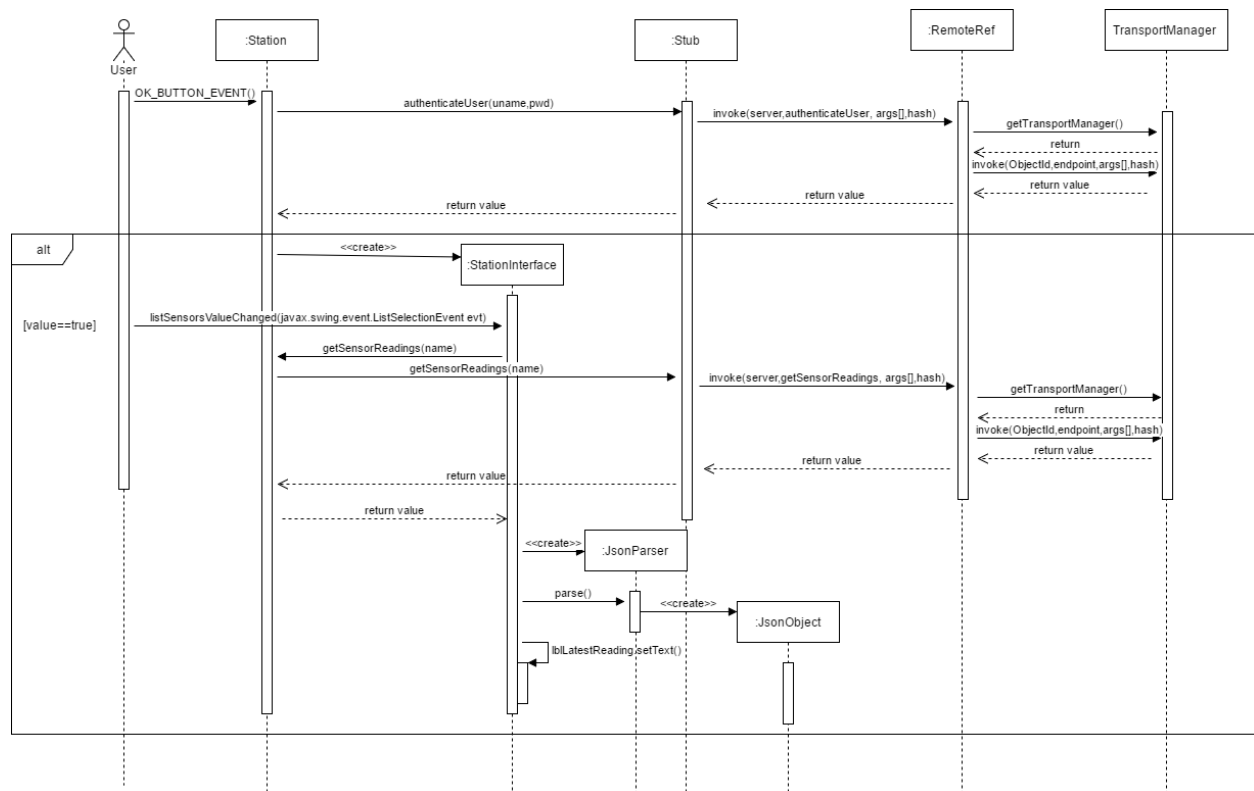 :Station
:Stub
:RemoteRef
TransportManager
User
OK_BUTTON_EVENT()
authenticateUser(uname,pwd)
invoke(server,authenticateUser, args[],hash)
getTransportManager()
return
invoke(ObjectId,endpoint,args[],hash)
return value
return value
return value
alt
<<create>>
:StationInterface
[value==true]
listSensorsValueChanged(javax.swing.event.ListSelectionEvent evt)
getSensorReadings(name)
getSensorReadings(name)
invoke(server,getSensorReadings, args[],hash)
getTransportManager()
return
invoke(ObjectId,endpoint,args[],hash)
return value
return value
return value
return value
<<create>>
:JsonParser
parse()
<<create>>
:JsonObject
lblLatestReading.setText()